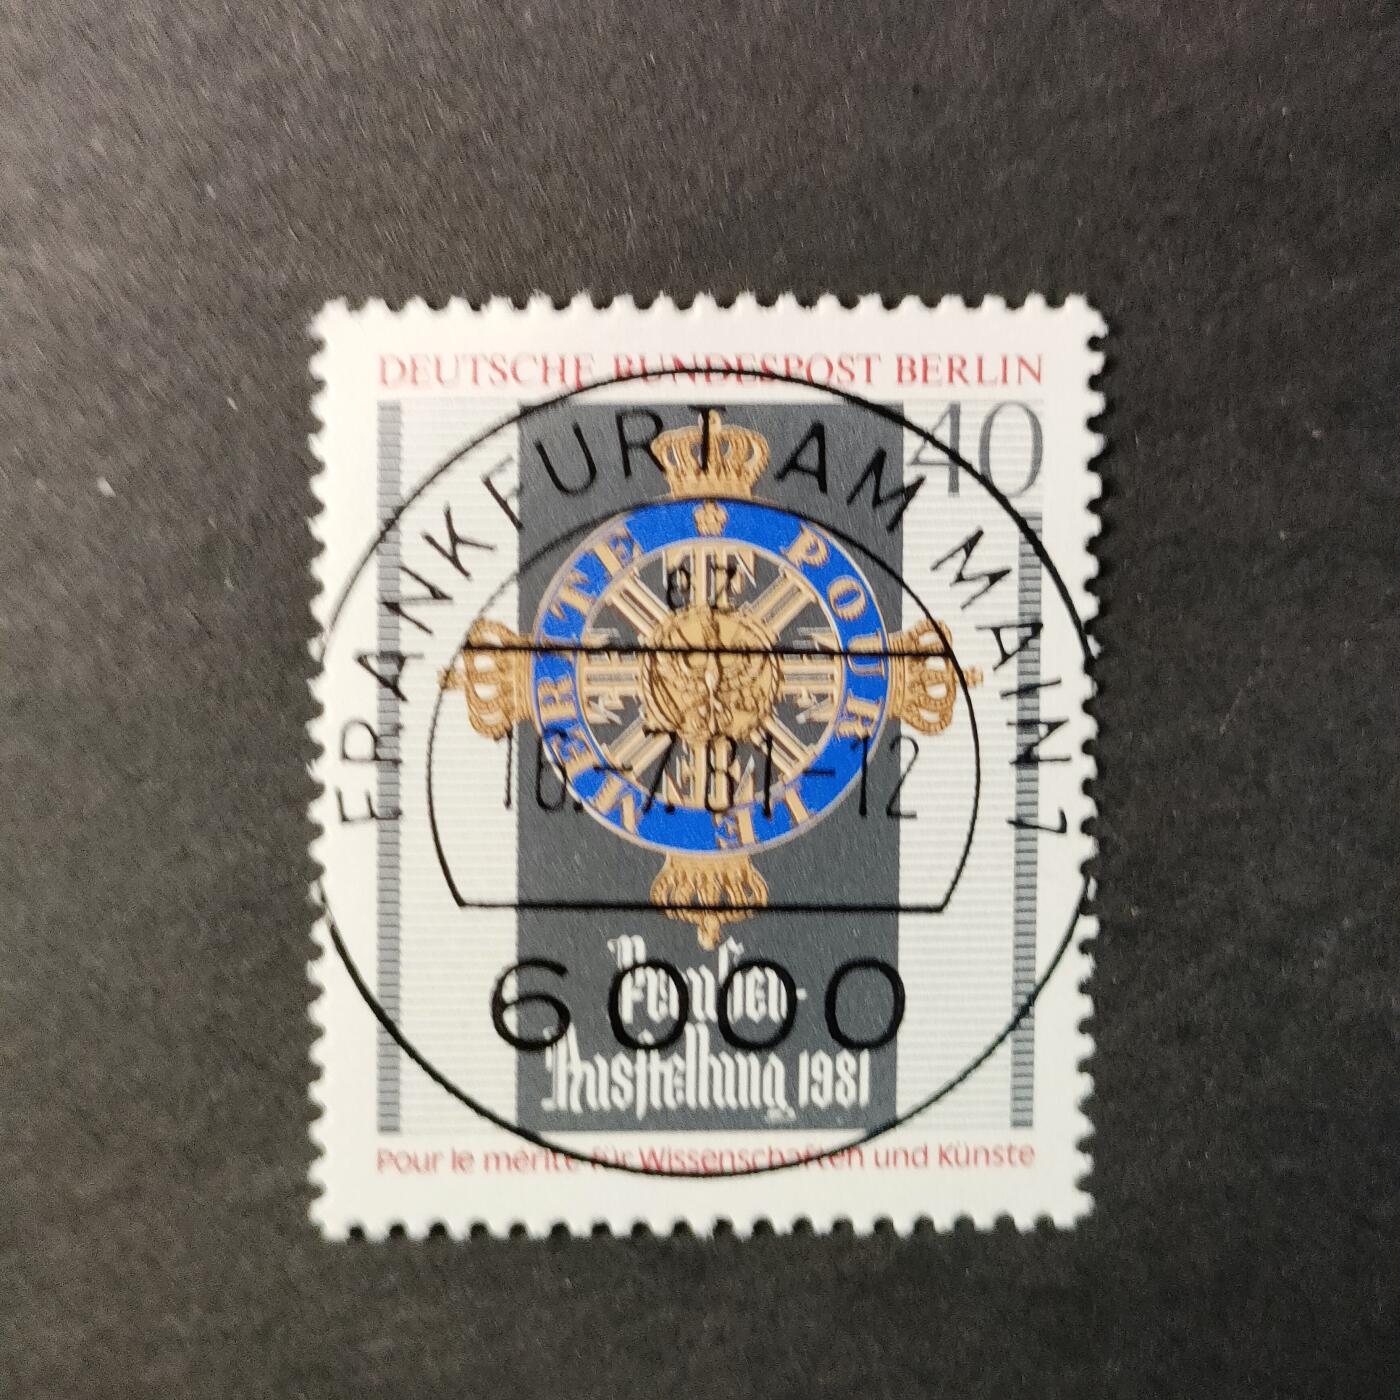 DEUTSCHE BUNDESPOST BERLIN
40
FRANKFURT AM MAIN 1
POUR LE MERITE
oz
16.-7.81-12
6000
Preußen-
Ausstellung 1981
Pour le mérite für Wissenschaften und Künste